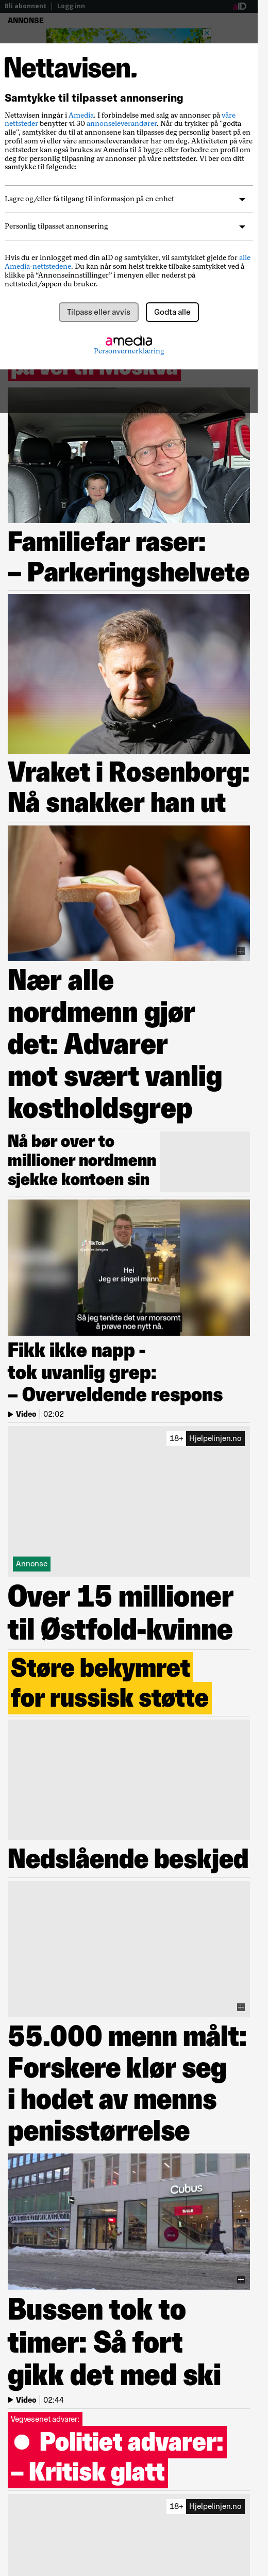 Bli abonnent | Logg inn
aID
ANNONSE
Nettavisen.
Samtykke til tilpasset annonsering
Nettavisen inngår i Amedia. I forbindelse med salg av annonser på våre
nettsteder benytter vi 30 annonseleverandører. Når du trykker på "godta
alle", samtykker du til at data kan tilknyttes deg personlig basert på en
profil som vi eller våre annonseleverandører har om deg. Aktiviteten på våre
nettsteder kan også brukes av Amedia til å bygge eller forbedre en profil om
deg for personlig tilpasning av annonser på våre nettsteder. Vi ber om ditt
samtykke til følgende:
Lagre og/eller få tilgang til informasjon på en enhet
Personlig tilpasset annonsering
Hvis du er innlogget med din aID og samtykker, vil samtykket gjelde for alle
Amedia-nettstedene. Du kan når som helst trekke tilbake samtykket ved å
klikke på "Annonseinnstillinger" i menyen eller nederst på
nettstedet/appen du bruker.
Tilpass eller avvis
Godta alle
amedia
Personvernerklæring
på vei til Moskva
Familiefar raser:
– Parkeringshelvete
Vraket i Rosenborg:
Nå snakker han ut
Nær alle
nordmenn gjør
det: Advarer
mot svært vanlig
kostholdsgrep
Nå bør over to
millioner nordmenn
sjekke kontoen sin
TikTok
Hei
Jeg er singel mann
Så jeg tenkte det var morsomt
å prøve noe nytt nå.
Fikk ikke napp -
tok uvanlig grep:
– Overveldende respons
Video | 02:02
18+ Hjelpelinjen.no
Annonse
Over 15 millioner
til Østfold-kvinne
Støre bekymret
for russisk støtte
Nedslående beskjed
55.000 menn målt:
Forskere klør seg
i hodet av menns
penisstørrelse
Cubus
Bussen tok to
timer: Så fort
gikk det med ski
Video | 02:44
Vegvesenet advarer:
● Politiet advarer:
– Kritisk glatt
18+ Hjelpelinjen.no